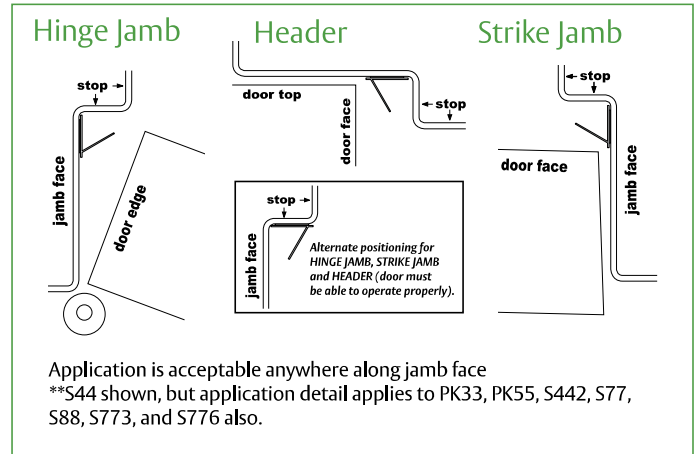 Hinge Jamb
Header
Strike Jamb
stop
jamb face
door edge
door top
door face
stop
stop
door face
jamb face
stop
jamb face
Alternate positioning for
HINGE JAMB, STRIKE JAMB
and HEADER (door must
be able to operate properly).
Application is acceptable anywhere along jamb face
**S44 shown, but application detail applies to PK33, PK55, S442, S77,
S88, S773, and S776 also.